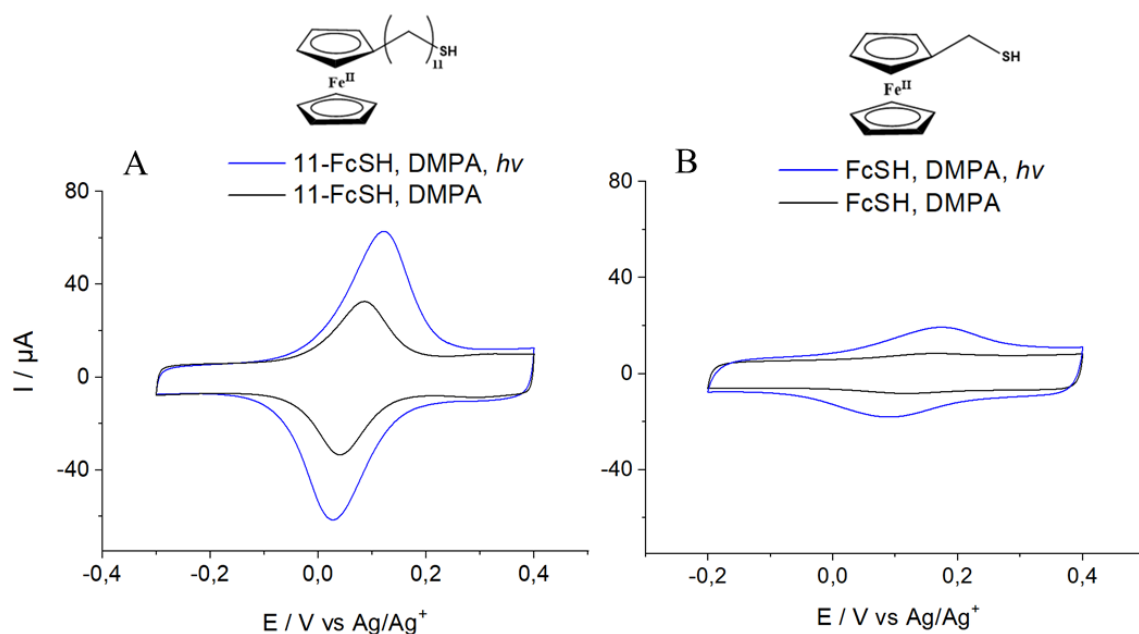 SH
11
Fe^II
A
11-FcSH, DMPA, hν
11-FcSH, DMPA
80
40
0
-40
I / µA
-0,4
-0,2
0,0
0,2
0,4
E / V vs Ag/Ag⁺
SH
Fe^II
B
FcSH, DMPA, hν
FcSH, DMPA
80
40
0
-40
-0,2
0,0
0,2
0,4
E / V vs Ag/Ag⁺